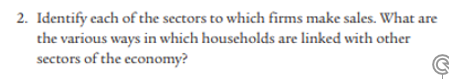 2. Identify each of the sectors to which firms make sales. What are
the various ways in which households are linked with other
sectors of the economy?